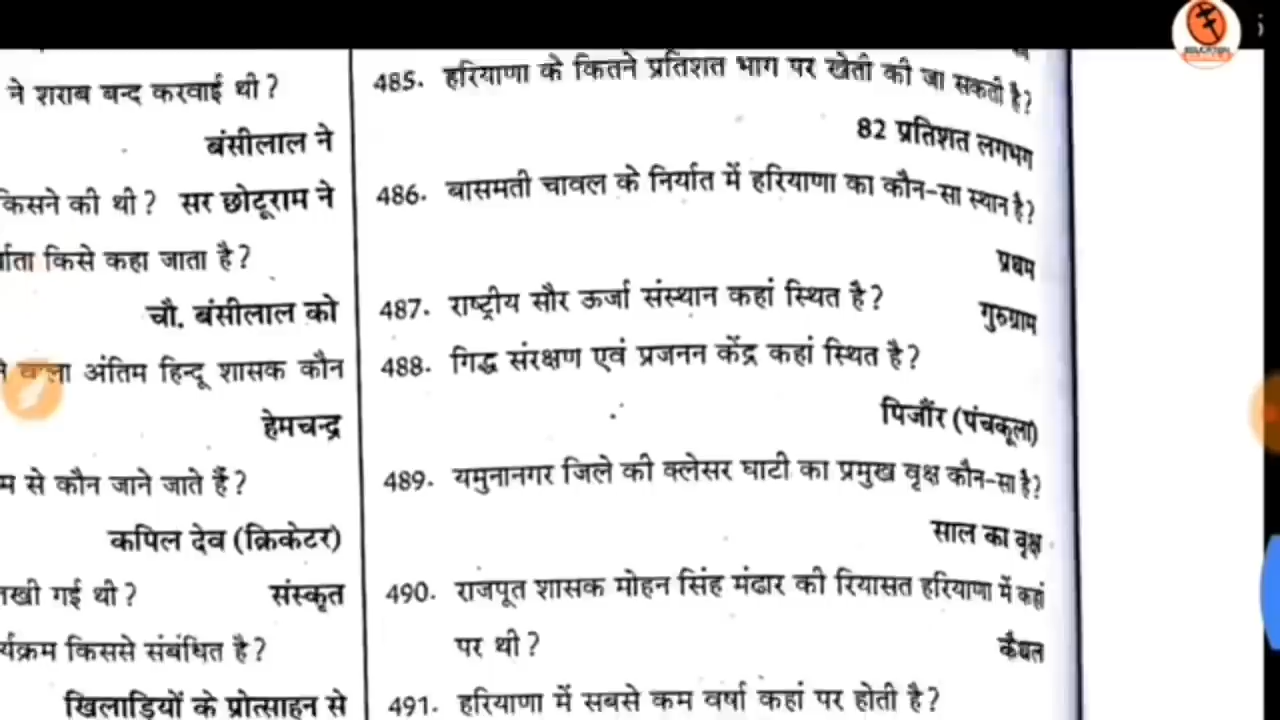 ने शराब बन्द करवाई थी?
बंसीलाल ने
किसने की थी? सर छोटूराम ने
किसे कहा जाता है?
चौ. बंसीलाल को
अंतिम हिन्दू शासक कौन
हेमचन्द्र
से कौन जाने जाते हैं?
कपिल देव (क्रिकेटर)
गई थी? संस्कृत
किससे संबंधित है?
खिलाड़ियों के प्रोत्साहन से
485. हरियाणा के कितने प्रतिशत भाग पर खेती की जा सकती है?
82 प्रतिशत लगभग
486. बासमती चावल के निर्यात में हरियाणा का कौन-सा स्थान है?
प्रथम
487. राष्ट्रीय सौर ऊर्जा संस्थान कहां स्थित है? गुरुग्राम
488. गिद्ध संरक्षण एवं प्रजनन केंद्र कहां स्थित है?
पिजौंर (पंचकूला)
489. यमुनानगर जिले की क्लेसर घाटी का प्रमुख वृक्ष कौन-सा है?
साल का वृक्ष
490. राजपूत शासक मोहन सिंह मंढार की रियासत हरियाणा में कहां
पर थी? कैथल
491. हरियाणा में सबसे कम वर्षा कहां पर होती है?